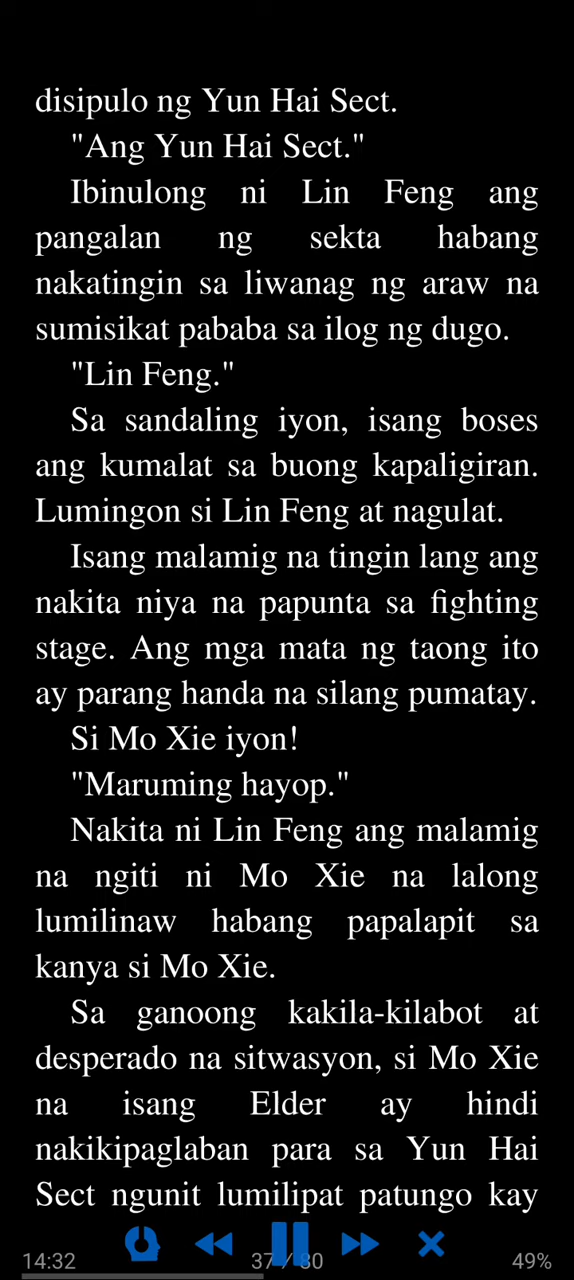 disipulo ng Yun Hai Sect.
"Ang Yun Hai Sect."
Ibinulong ni Lin Feng ang
pangalan ng sekta habang
nakatingin sa liwanag ng araw na
sumisikat pababa sa ilog ng dugo.
"Lin Feng."
Sa sandaling iyon, isang boses
ang kumalat sa buong kapaligiran.
Lumingon si Lin Feng at nagulat.
Isang malamig na tingin lang ang
nakita niya na papunta sa fighting
stage. Ang mga mata ng taong ito
ay parang handa na silang pumatay.
Si Mo Xie iyon!
"Maruming hayop."
Nakita ni Lin Feng ang malamig
na ngiti ni Mo Xie na lalong
lumilinaw habang papalapit sa
kanya si Mo Xie.
Sa ganoong kakila-kilabot at
desperado na sitwasyon, si Mo Xie
na isang Elder ay hindi
nakikipaglaban para sa Yun Hai
Sect ngunit lumilipat patungo kay
14:32 37 / 80 49%